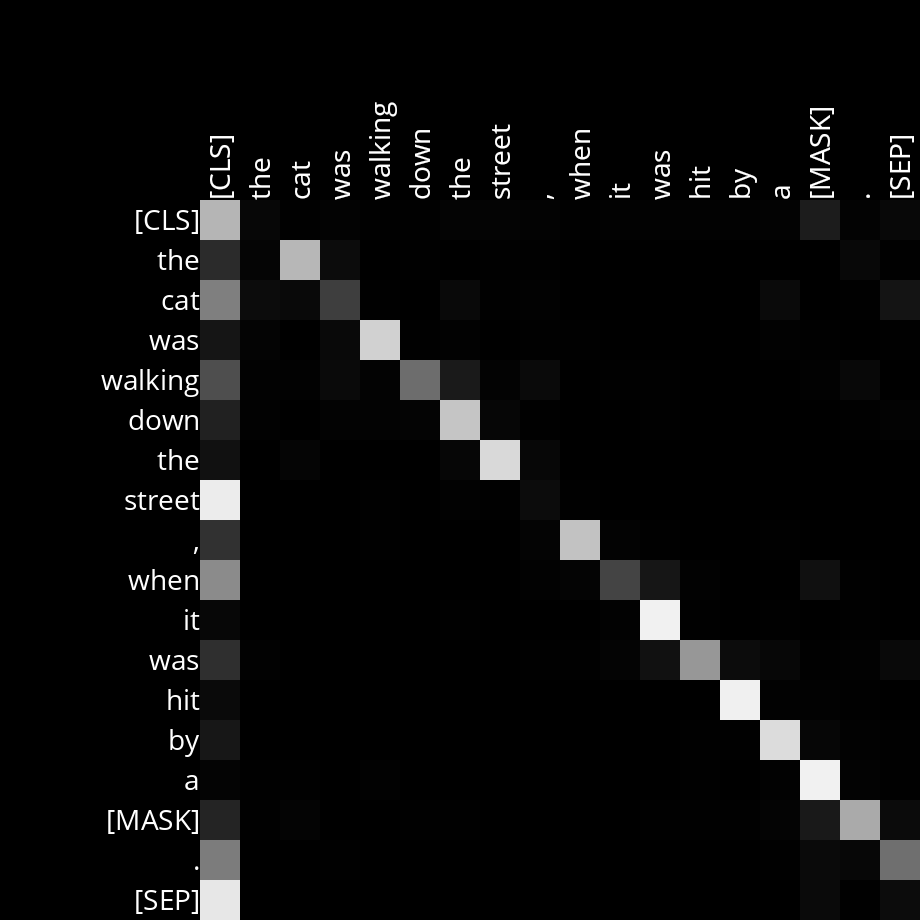 [CLS] the cat was walking down the street , when it was hit by a [MASK] . [SEP]
[CLS]
the
cat
was
walking
down
the
street
,
when
it
was
hit
by
a
[MASK]
.
[SEP]